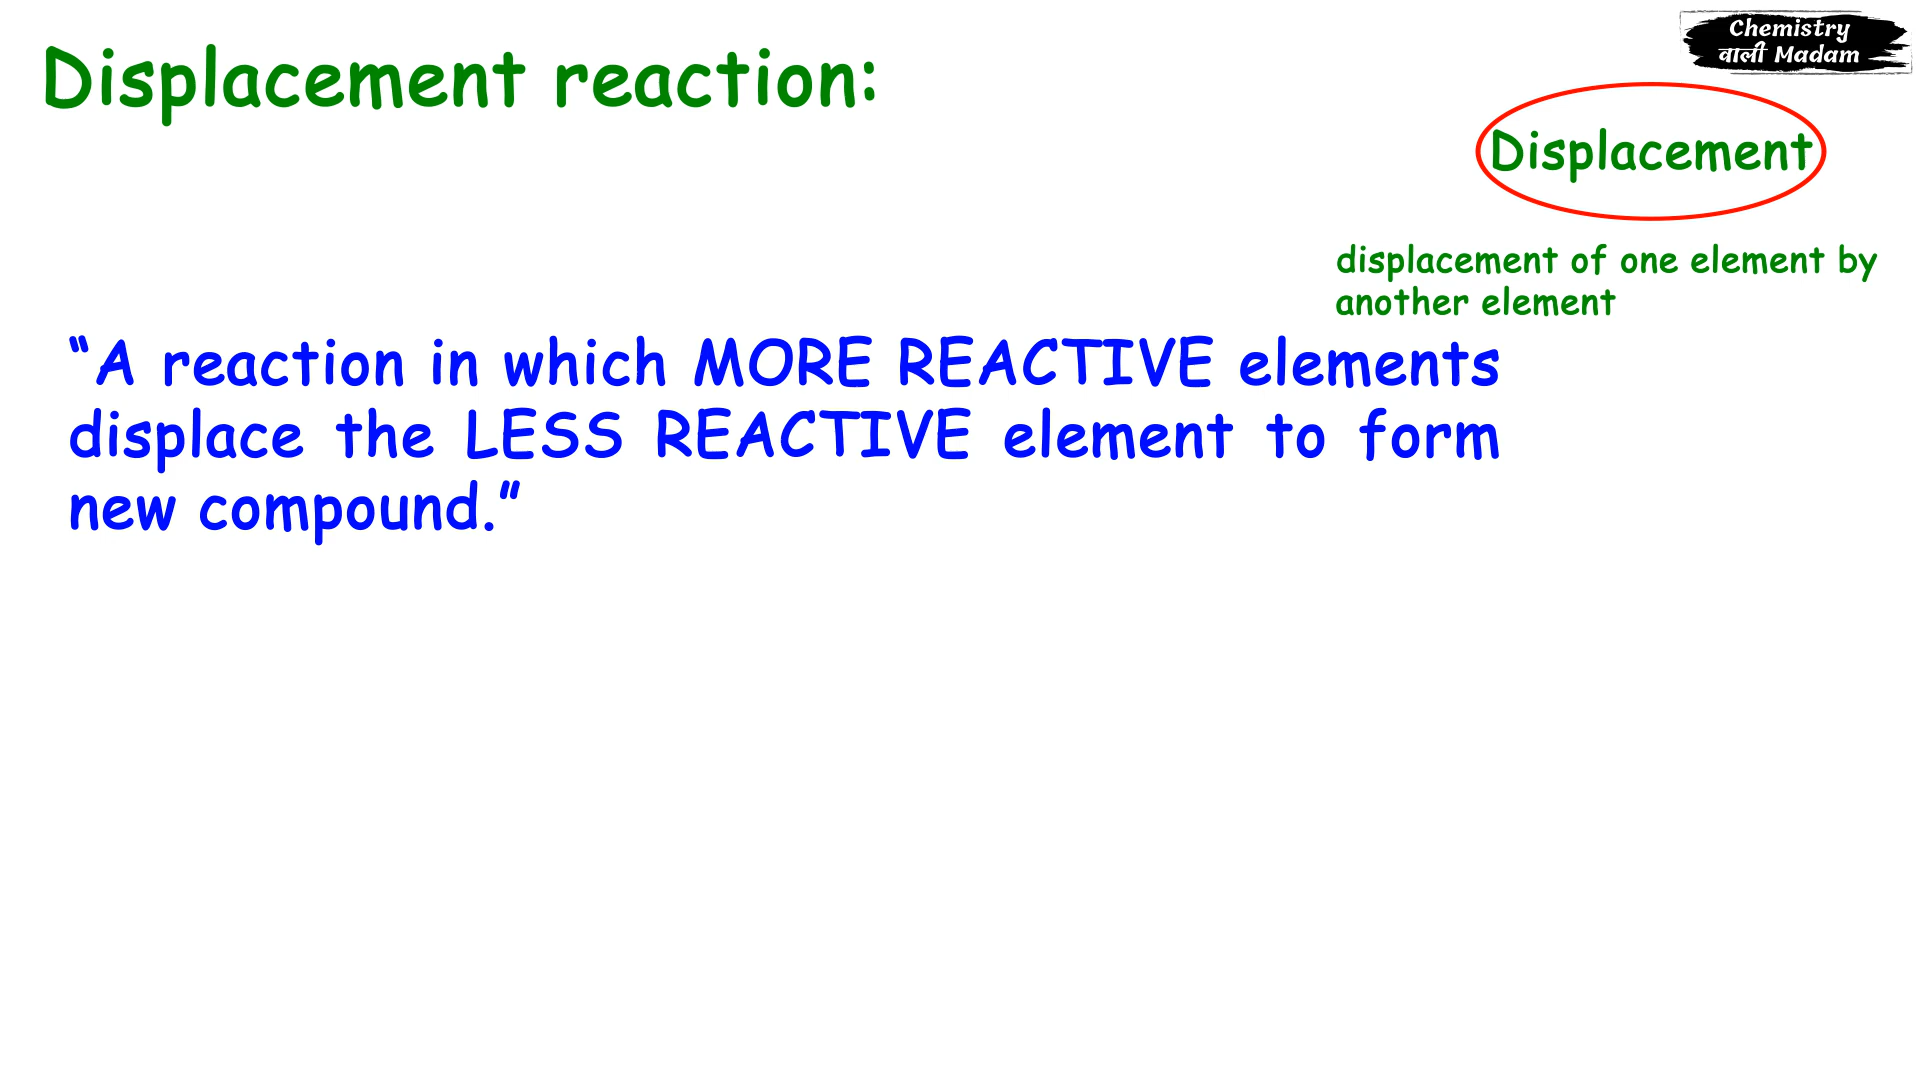 Chemistry
वाली Madam
Displacement reaction:
Displacement
displacement of one element by
another element
“A reaction in which MORE REACTIVE elements
displace the LESS REACTIVE element to form
new compound.”